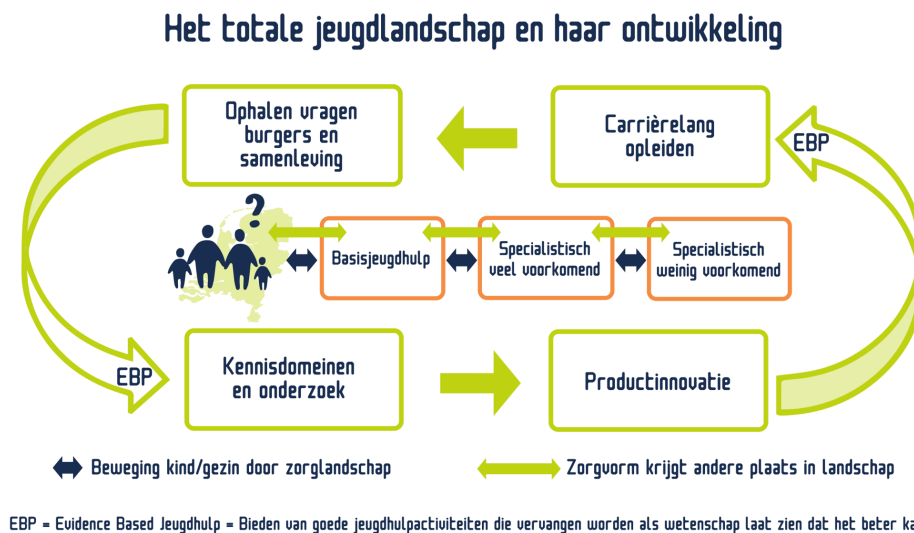 Het totale jeugdlandschap en haar ontwikkeling
Ophalen vragen
burgers en
samenleving
Carrièrelang
opleiden
EBP
?
Basisjeugdhulp
Specialistisch
veel voorkomend
Specialistisch
weinig voorkomend
EBP
Kennisdomeinen
en onderzoek
Productinnovatie
Beweging kind/gezin door zorglandschap
Zorgvorm krijgt andere plaats in landschap
EBP = Evidence Based Jeugdhulp = Bieden van goede jeugdhulpactiviteiten die vervangen worden als wetenschap laat zien dat het beter ka